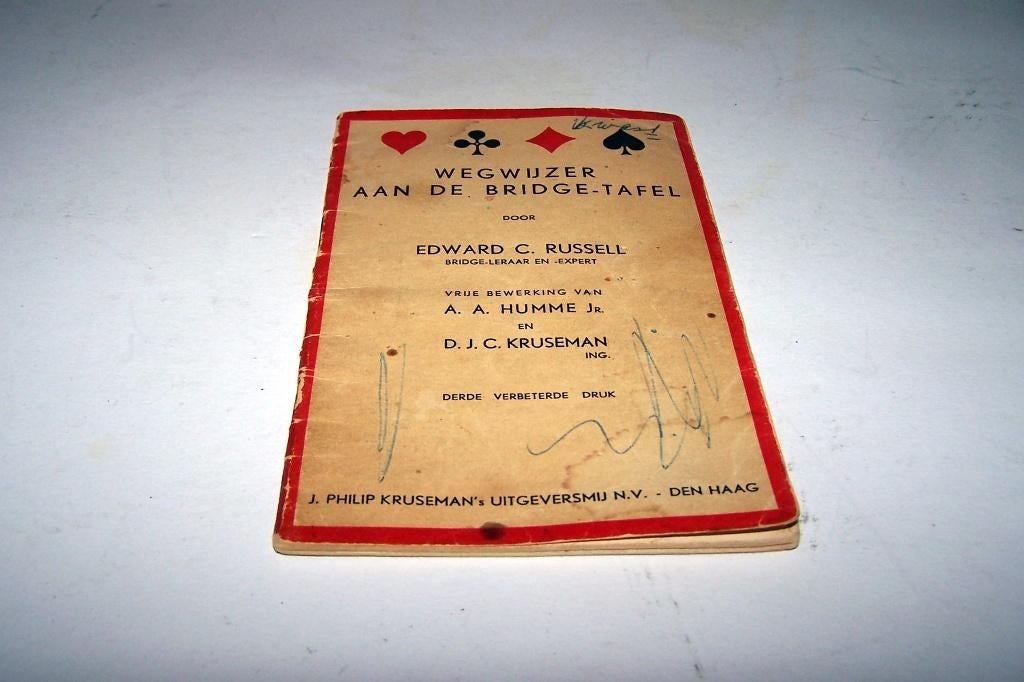 WEGWIJZER
AAN DE BRIDGE-TAFEL
DOOR
EDWARD C. RUSSELL
BRIDGE-LERAAR EN -EXPERT
VRIJE BEWERKING VAN
A. A. HUMME Jr.
EN
D. J. C. KRUSEMAN
ING.
DERDE VERBETERDE DRUK
J. PHILIP KRUSEMAN's UITGEVERSMIJ N.V. - DEN HAAG